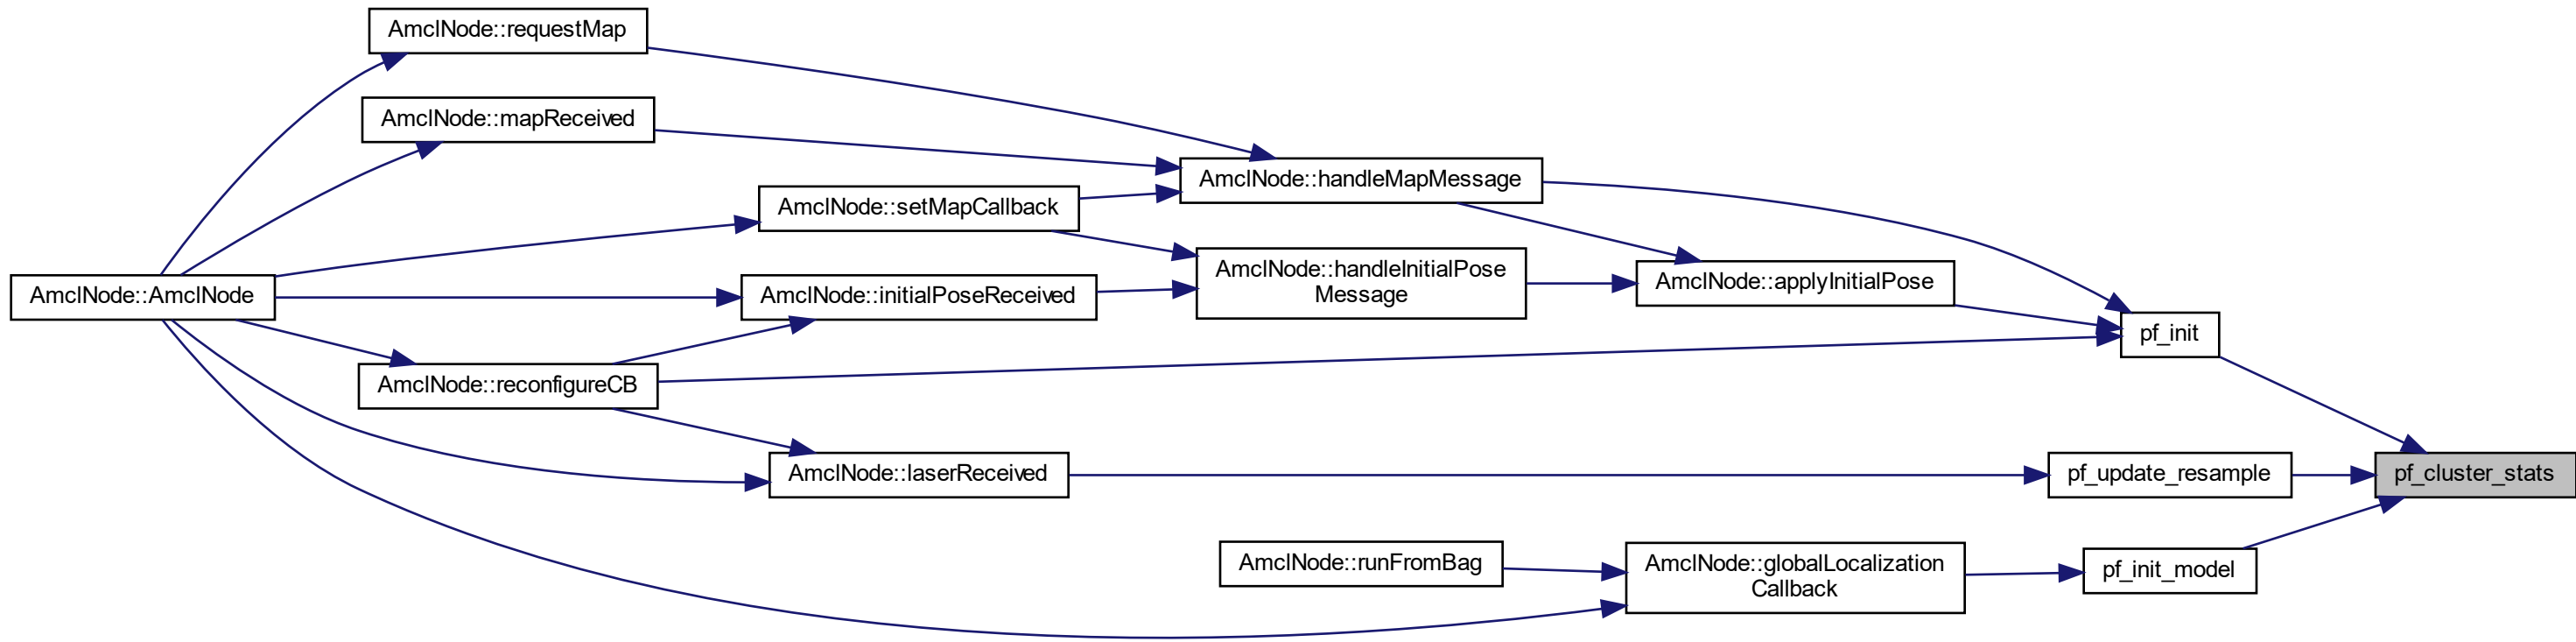 AmclNode::requestMap
AmclNode::mapReceived
AmclNode::handleMapMessage
AmclNode::setMapCallback
AmclNode::handleInitialPose
Message
AmclNode::applyInitialPose
AmclNode::AmclNode
AmclNode::initialPoseReceived
pf_init
AmclNode::reconfigureCB
AmclNode::laserReceived
pf_update_resample
pf_cluster_stats
AmclNode::runFromBag
AmclNode::globalLocalization
Callback
pf_init_model